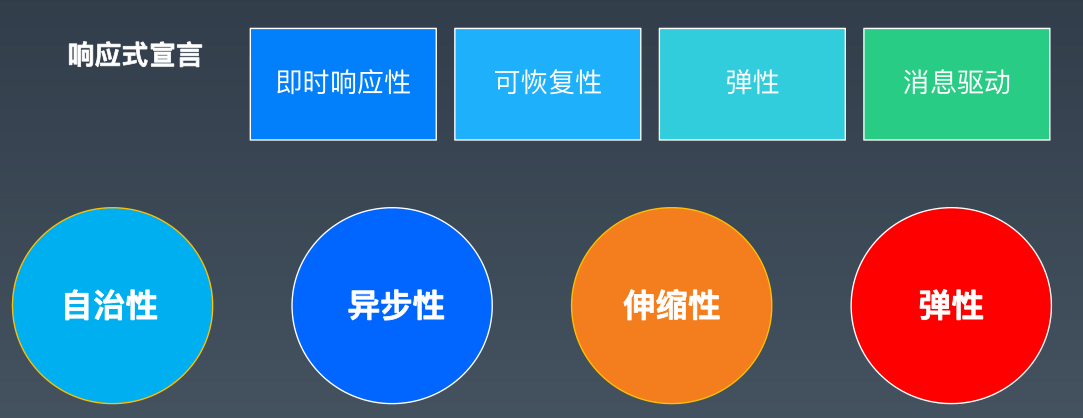 响应式宣言
即时响应性
可恢复性
弹性
消息驱动
自治性
异步性
伸缩性
弹性